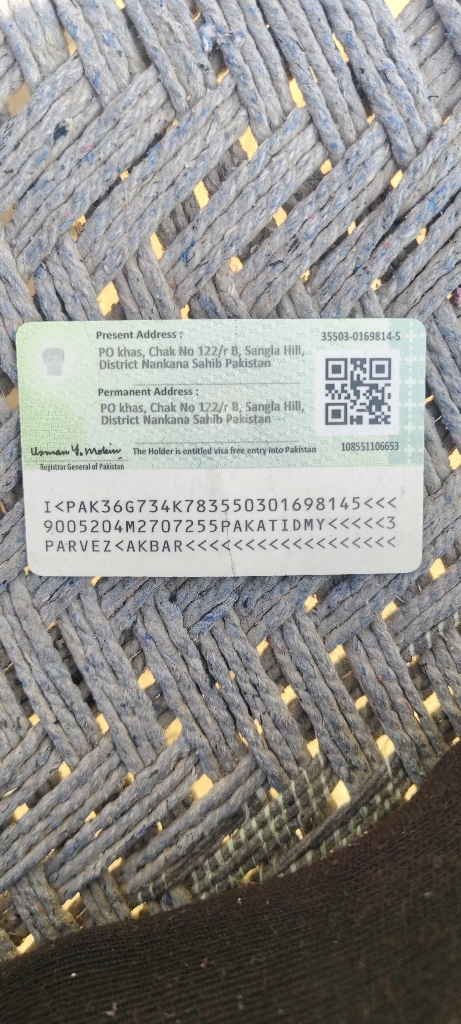 Present Address :
35503-0169814-5
PO khas, Chak No 122/r B, Sangla Hill,
District Nankana Sahib Pakistan
Permanent Address :
PO khas, Chak No 122/r B, Sangla Hill,
District Nankana Sahib Pakistan
Usman Y. Mobin
The Holder is entitled visa free entry into Pakistan
108551106653
Registrar General of Pakistan
I<PAK36G734K783550301698145<<<
9005204M2707255PAKATIDMY<<<<<3
PARVEZ<AKBAR<<<<<<<<<<<<<<<<<<